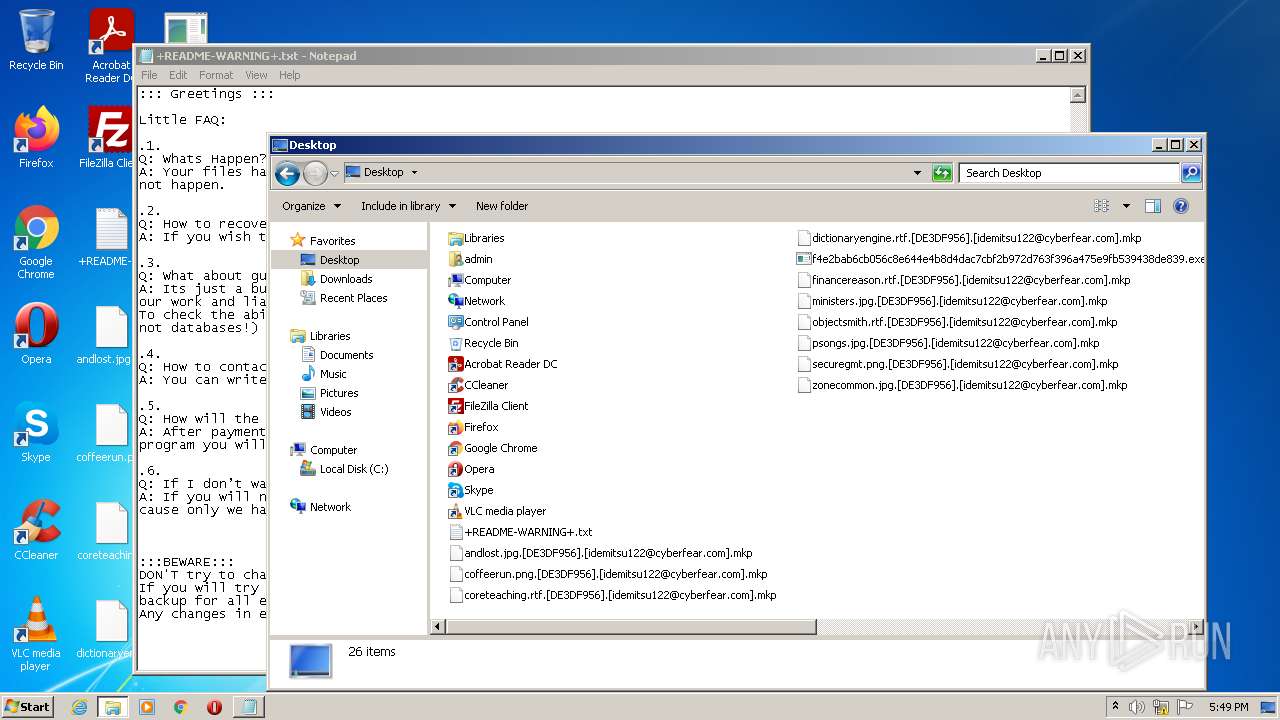 Recycle Bin
Acrobat
Reader DC
Firefox
FileZilla Clie
Google
Chrome
+README-
Opera
andlost.jpg
Skype
coffeerun.p
CCleaner
coreteachin
VLC media
player
dictionaryen
+README-WARNING+.txt - Notepad
File Edit Format View Help
::: Greetings :::
Little FAQ:
.1.
Q: Whats Happen?
A: Your files ha
not happen.
.2.
Q: How to recove
A: If you wish t
.3.
Q: What about gu
A: Its just a bu
our work and lia
To check the abi
not databases!)
.4.
Q: How to contac
A: You can write
.5.
Q: How will the
A: After payment
program you will
.6.
Q: If I don't wa
A: If you will n
cause only we ha
:::BEWARE:::
DON'T try to cha
If you will try
backup for all e
Any changes in e
Desktop
Desktop
Search Desktop
Organize Include in library New folder
Favorites
Desktop
Downloads
Recent Places
Libraries
Documents
Music
Pictures
Videos
Computer
Local Disk (C:)
Network
Libraries
admin
Computer
Network
Control Panel
Recycle Bin
Acrobat Reader DC
CCleaner
FileZilla Client
Firefox
Google Chrome
Opera
Skype
VLC media player
+README-WARNING+.txt
andlost.jpg.[DE3DF956].[idemitsu122@cyberfear.com].mkp
coffeerun.png.[DE3DF956].[idemitsu122@cyberfear.com].mkp
coreteaching.rtf.[DE3DF956].[idemitsu122@cyberfear.com].mkp
dictionaryengine.rtf.[DE3DF956].[idemitsu122@cyberfear.com].mkp
financereason.rtf.[DE3DF956].[idemitsu122@cyberfear.com].mkp
ministers.jpg.[DE3DF956].[idemitsu122@cyberfear.com].mkp
objectsmith.rtf.[DE3DF956].[idemitsu122@cyberfear.com].mkp
psongs.jpg.[DE3DF956].[idemitsu122@cyberfear.com].mkp
securegmt.png.[DE3DF956].[idemitsu122@cyberfear.com].mkp
zonecommon.jpg.[DE3DF956].[idemitsu122@cyberfear.com].mkp
26 items
ANY RUN
Start
5:49 PM